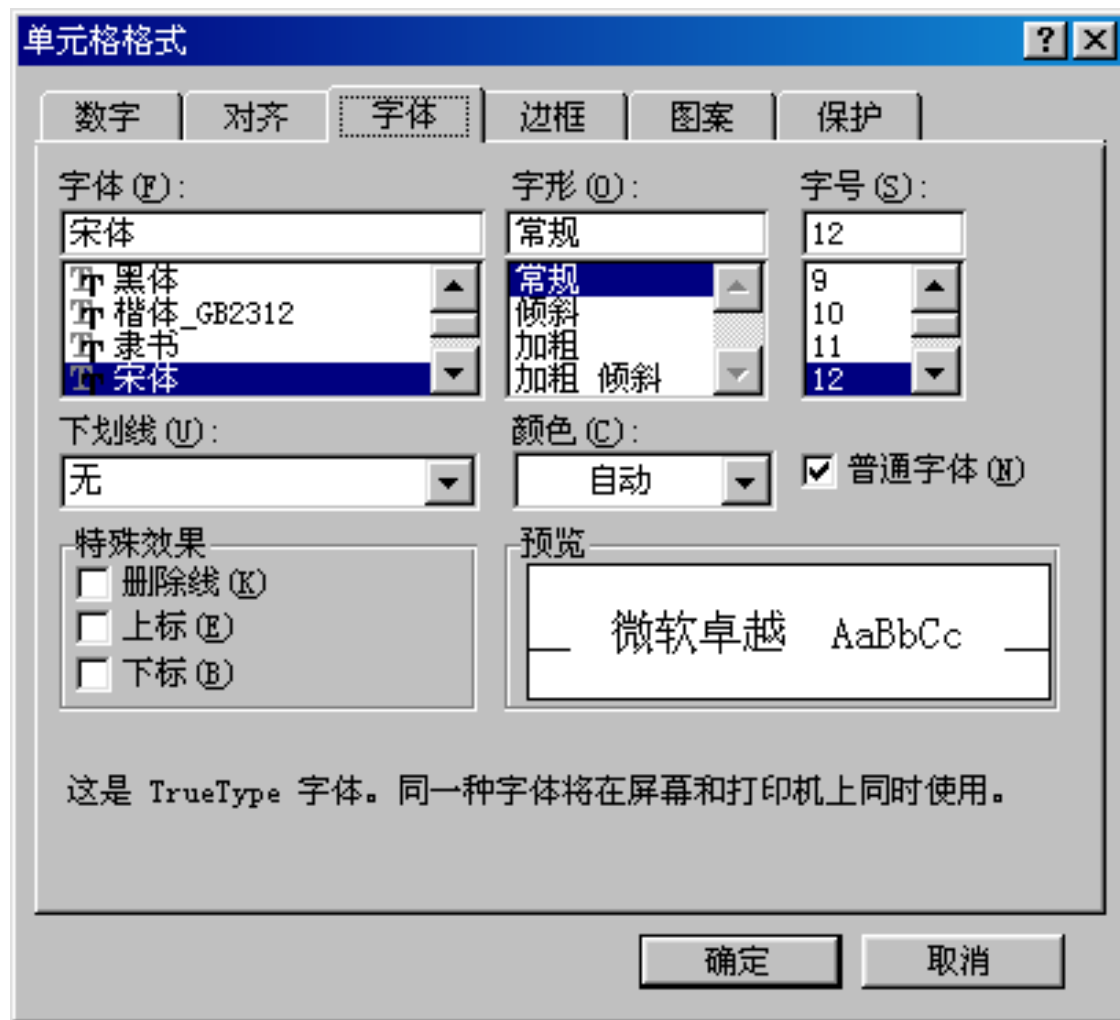 单元格格式
数字 对齐 字体 边框 图案 保护
字体(F): 字形(O): 字号(S):
宋体 常规 12
黑体 常规 9
楷体_GB2312 倾斜 10
隶书 加粗 11
宋体 加粗 倾斜 12
下划线(U): 颜色(C):
无 自动 普通字体(N)
特殊效果 预览
删除线(K)
上标(E)
下标(B)
微软卓越 AaBbCc
这是 TrueType 字体。同一种字体将在屏幕和打印机上同时使用。
确定 取消